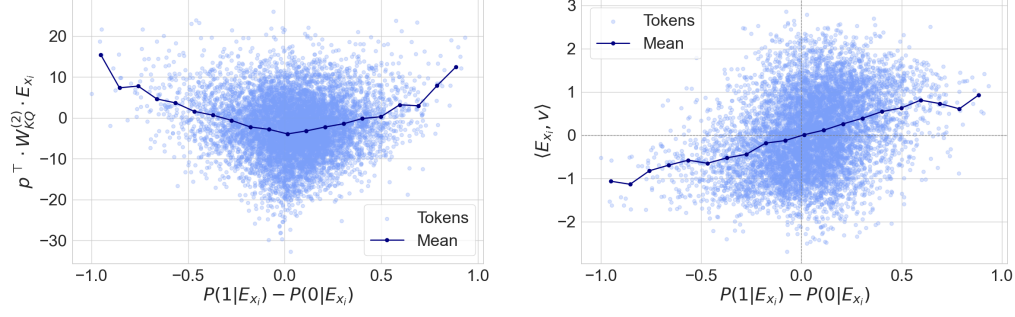 20
10
0
−10
−20
−30
p⊤ · W_{KQ}^{(2)} · E_{x_i}
Tokens
Mean
−1.0 −0.5 0.0 0.5 1.0
P(1|E_{x_i}) − P(0|E_{x_i})
3
2
1
0
−1
−2
⟨E_{x_i}, v⟩
Tokens
Mean
−1.0 −0.5 0.0 0.5 1.0
P(1|E_{x_i}) − P(0|E_{x_i})